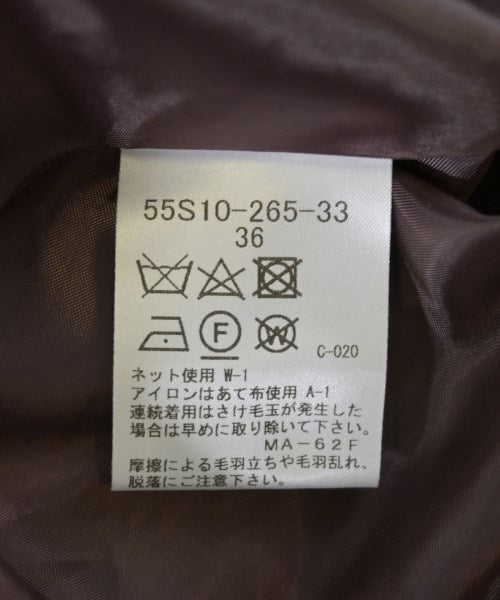 55S10-265-33
36
F
W
C-020
ネット使用 W-1
アイロンはあて布使用 A-1
連続着用はさけ毛玉が発生した
場合は早めに取り除いて下さい。
MA-62F
摩擦による毛羽立ちや毛羽乱れ、
脱落にご注意下さい。